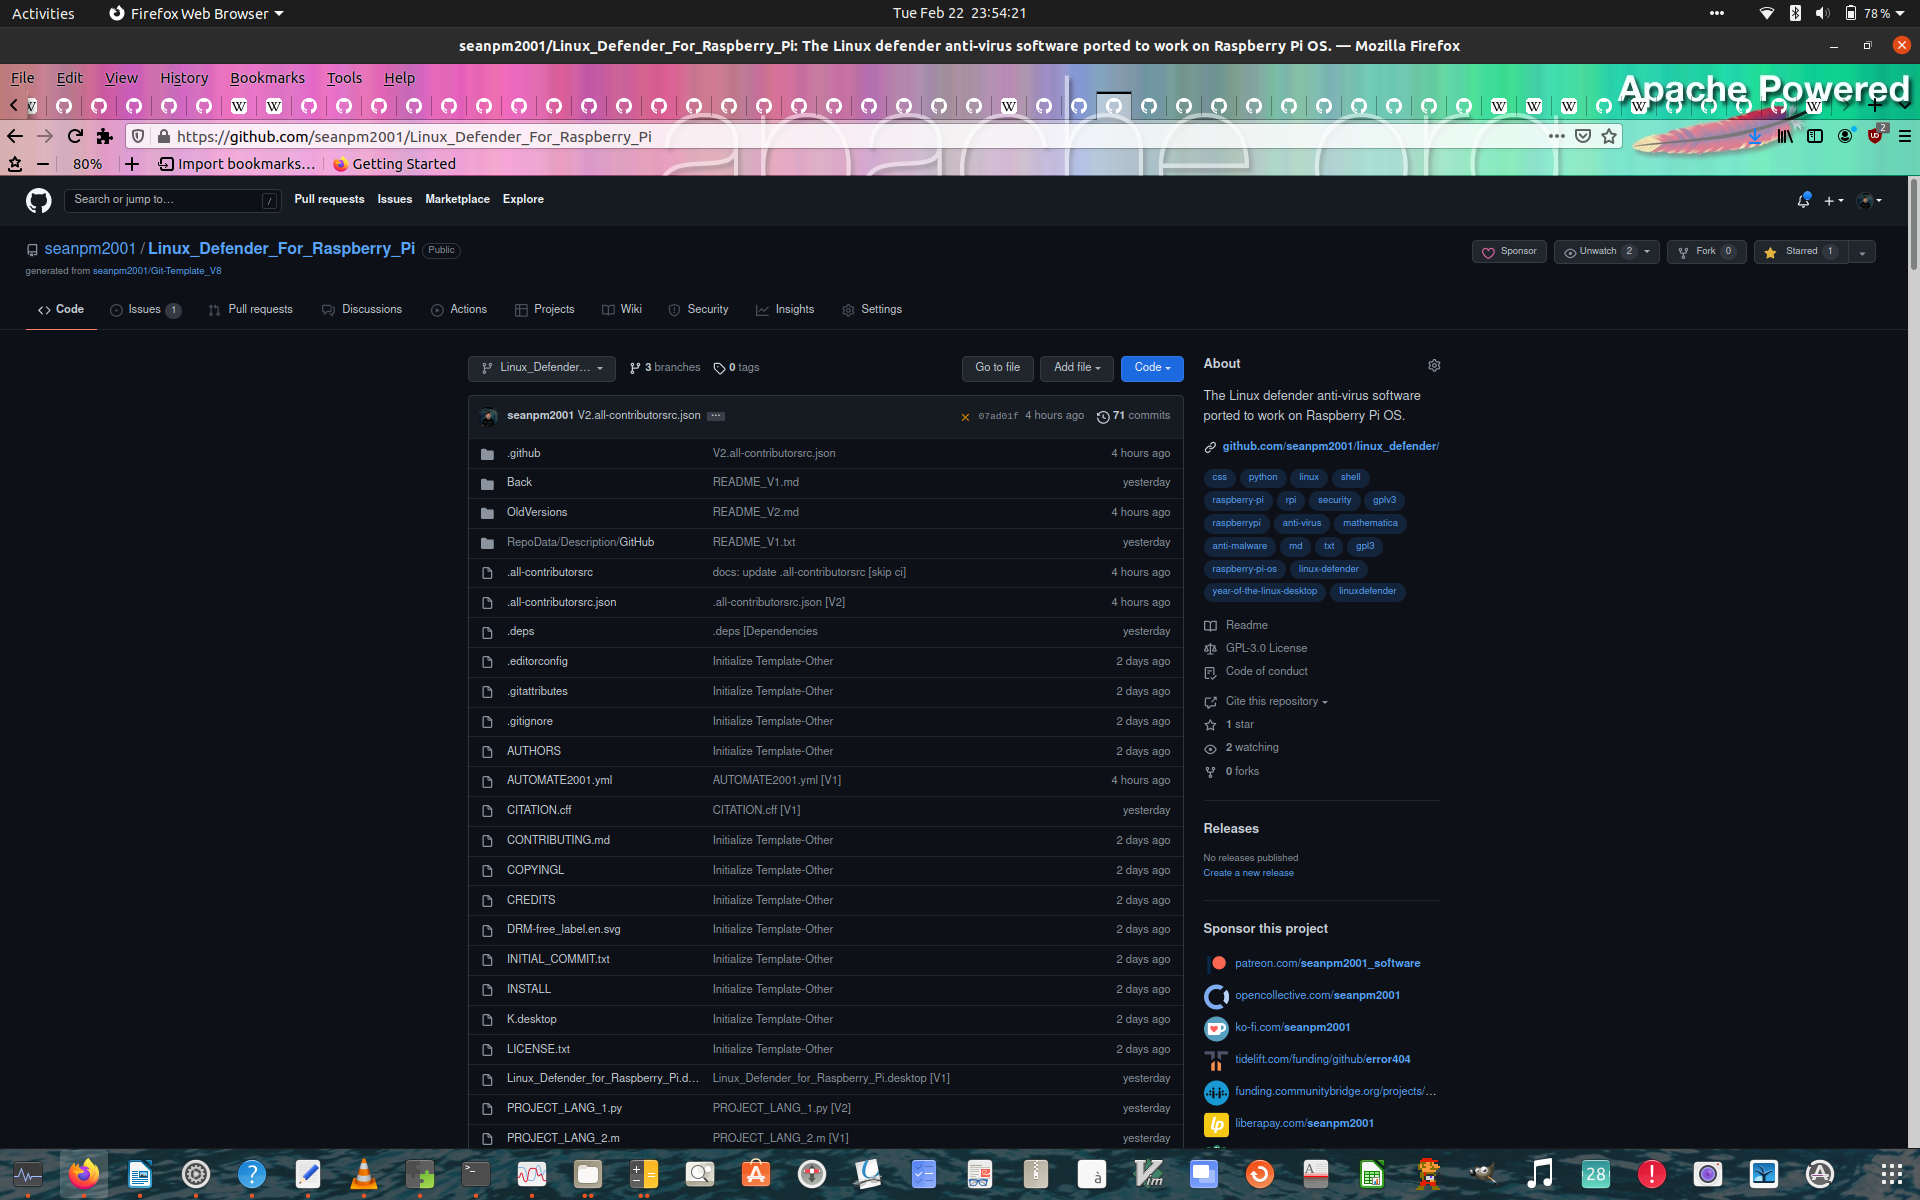 Activities
Firefox Web Browser
Tue Feb 22 23:54:21
78 %
seanpm2001/Linux_Defender_For_Raspberry_Pi: The Linux defender anti-virus software ported to work on Raspberry Pi OS. — Mozilla Firefox
File Edit View History Bookmarks Tools Help
Apache Powered
https://github.com/seanpm2001/Linux_Defender_For_Raspberry_Pi
2
80%
Import bookmarks…
Getting Started
apache.org
Search or jump to…
/
Pull requests Issues Marketplace Explore
seanpm2001 / Linux_Defender_For_Raspberry_Pi Public
generated from seanpm2001/Git-Template_V8
Sponsor
Unwatch 2
Fork 0
Starred 1
Code
Issues 1
Pull requests
Discussions
Actions
Projects
Wiki
Security
Insights
Settings
Linux_Defender…
3 branches
0 tags
Go to file
Add file
Code
seanpm2001 V2.all-contributorsrc.json … 07ad01f 4 hours ago 71 commits
.github V2.all-contributorsrc.json 4 hours ago
Back README_V1.md yesterday
OldVersions README_V2.md 4 hours ago
RepoData/Description/GitHub README_V1.txt yesterday
.all-contributorsrc docs: update .all-contributorsrc [skip ci] 4 hours ago
.all-contributorsrc.json .all-contributorsrc.json [V2] 4 hours ago
.deps .deps [Dependencies yesterday
.editorconfig Initialize Template-Other 2 days ago
.gitattributes Initialize Template-Other 2 days ago
.gitignore Initialize Template-Other 2 days ago
AUTHORS Initialize Template-Other 2 days ago
AUTOMATE2001.yml AUTOMATE2001.yml [V1] 4 hours ago
CITATION.cff CITATION.cff [V1] yesterday
CONTRIBUTING.md Initialize Template-Other 2 days ago
COPYINGL Initialize Template-Other 2 days ago
CREDITS Initialize Template-Other 2 days ago
DRM-free_label.en.svg Initialize Template-Other 2 days ago
INITIAL_COMMIT.txt Initialize Template-Other 2 days ago
INSTALL Initialize Template-Other 2 days ago
K.desktop Initialize Template-Other 2 days ago
LICENSE.txt Initialize Template-Other 2 days ago
Linux_Defender_for_Raspberry_Pi.d… Linux_Defender_for_Raspberry_Pi.desktop [V1] yesterday
PROJECT_LANG_1.py PROJECT_LANG_1.py [V2] yesterday
PROJECT_LANG_2.m PROJECT_LANG_2.m [V1] yesterday
About
The Linux defender anti-virus software
ported to work on Raspberry Pi OS.
github.com/seanpm2001/linux_defender/
css python linux shell
raspberry-pi rpi security gplv3
raspberrypi anti-virus mathematica
anti-malware md txt gpl3
raspberry-pi-os linux-defender
year-of-the-linux-desktop linuxdefender
Readme
GPL-3.0 License
Code of conduct
Cite this repository
1 star
2 watching
0 forks
Releases
No releases published
Create a new release
Sponsor this project
patreon.com/seanpm2001_software
opencollective.com/seanpm2001
ko-fi.com/seanpm2001
tidelift.com/funding/github/error404
funding.communitybridge.org/projects/…
lp
liberapay.com/seanpm2001
28